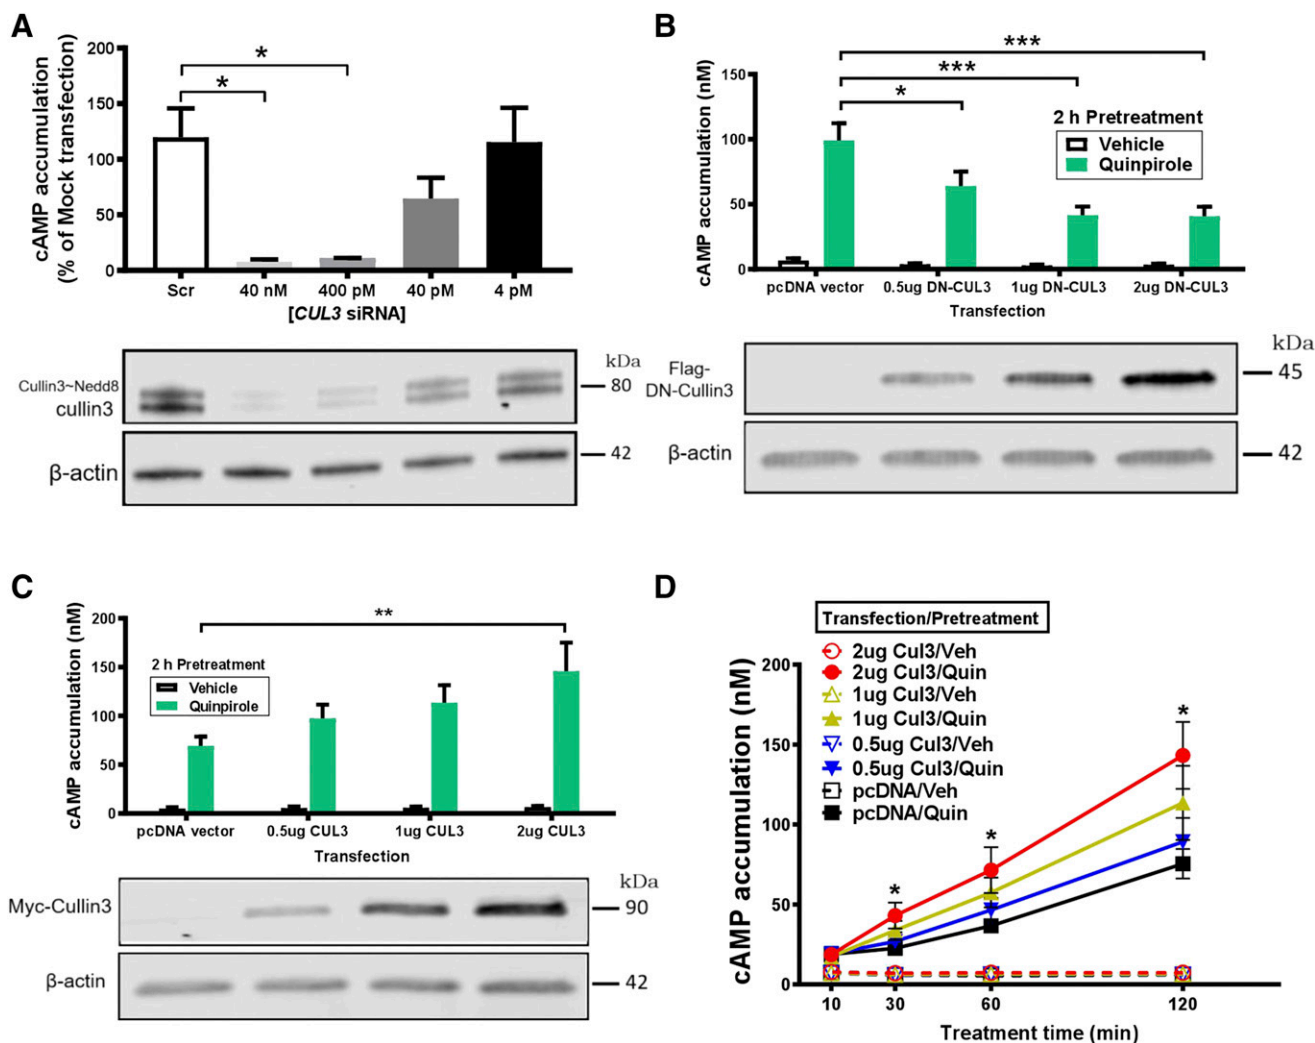 A
cAMP accumulation
(% of Mock transfection)
200
150
100
50
0
*
*
Scr
40 nM
400 pM
40 pM
4 pM
[CUL3 siRNA]
kDa
Cullin3~Nedd8
cullin3
80
β-actin
42
B
cAMP accumulation (nM)
150
100
50
0
***
***
*
2 h Pretreatment
Vehicle
Quinpirole
pcDNA vector
0.5ug DN-CUL3
1ug DN-CUL3
2ug DN-CUL3
Transfection
kDa
Flag-
DN-Cullin3
45
β-actin
42
C
cAMP accumulation (nM)
200
150
100
50
0
**
2 h Pretreatment
Vehicle
Quinpirole
pcDNA vector
0.5ug CUL3
1ug CUL3
2ug CUL3
Transfection
kDa
Myc-Cullin3
90
β-actin
42
D
Transfection/Pretreatment
2ug Cul3/Veh
2ug Cul3/Quin
1ug Cul3/Veh
1ug Cul3/Quin
0.5ug Cul3/Veh
0.5ug Cul3/Quin
pcDNA/Veh
pcDNA/Quin
cAMP accumulation (nM)
200
150
100
50
0
*
*
*
10
30
60
120
Treatment time (min)